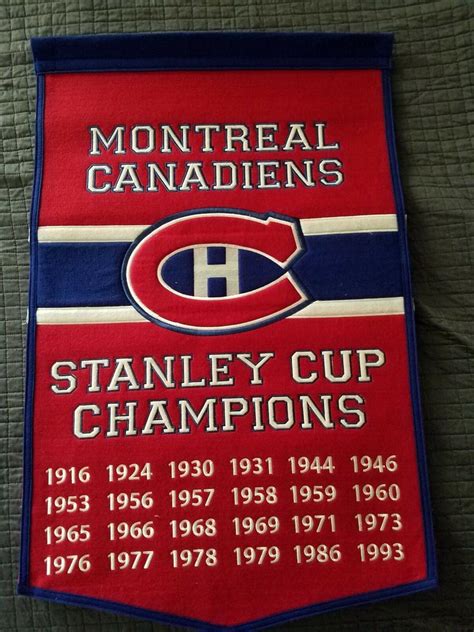 MONTREAL
CANADIENS
CH
STANLEY CUP
CHAMPIONS
1916 1924 1930 1931 1944 1946
1953 1956 1957 1958 1959 1960
1965 1966 1968 1969 1971 1973
1976 1977 1978 1979 1986 1993